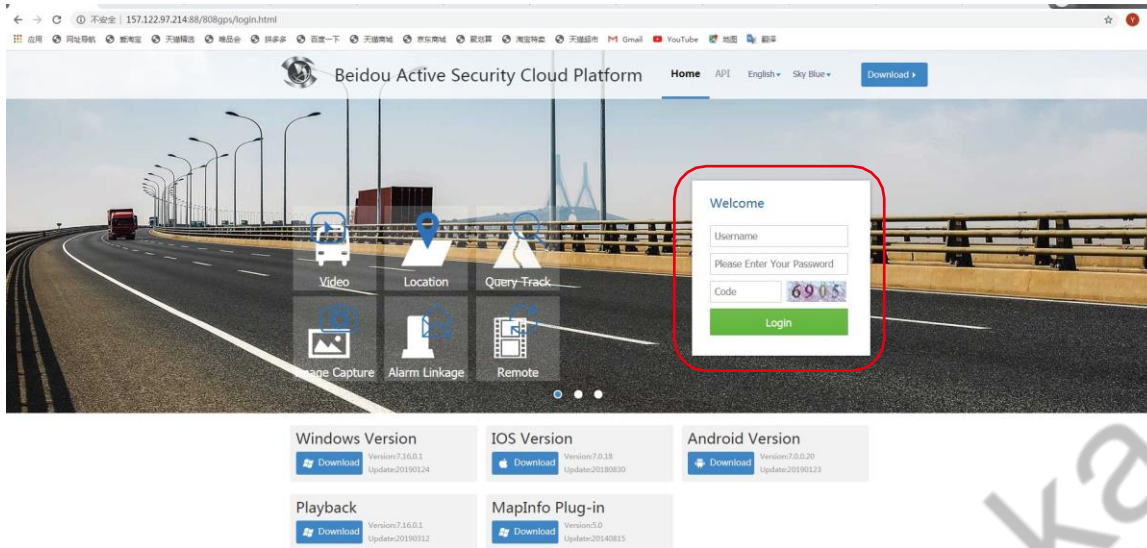 不安全 | 157.122.97.214:88/808gps/login.html
应用 网址导航 爱淘宝 天猫精选 唯品会 拼多多 百度一下 天猫商城 京东商城 聚划算 淘宝特卖 天猫超市 Gmail YouTube 地图 翻译
Beidou Active Security Cloud Platform Home API English Sky Blue Download
Welcome
Username
Please Enter Your Password
Code 6905
Login
Video Location Query Track
Image Capture Alarm Linkage Remote
Windows Version IOS Version Android Version
Download Version:7.16.0.1 Download Version:7.0.18 Download Version:7.0.0.20
Update:20190124 Update:20180830 Update:20190123
Playback MapInfo Plug-in
Download Version:7.16.0.1 Download Version:5.0
Update:20190312 Update:20140815